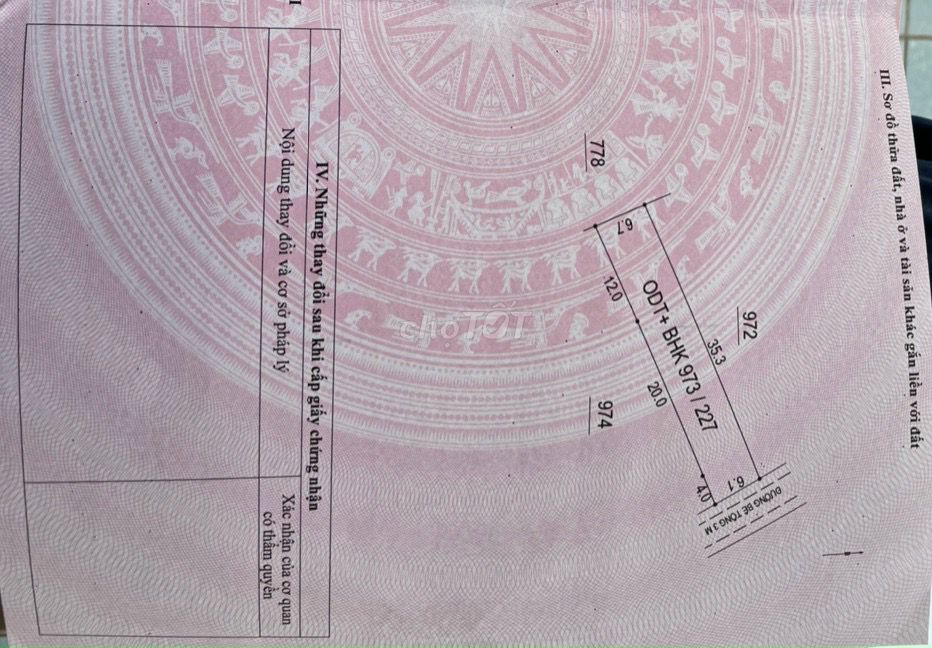 III. Sơ đồ thửa đất, nhà ở và tài sản khác gắn liền với đất
972
778
6.7
35.3
ODT+ BHK 973 / 227
12.0
20.0
974
6.1
4.0
ĐƯỜNG BÊ TÔNG 3 M
chợTỐT
IV. Những thay đổi sau khi cấp giấy chứng nhận
Nội dung thay đổi và cơ sở pháp lý
Xác nhận của cơ quan
có thẩm quyền